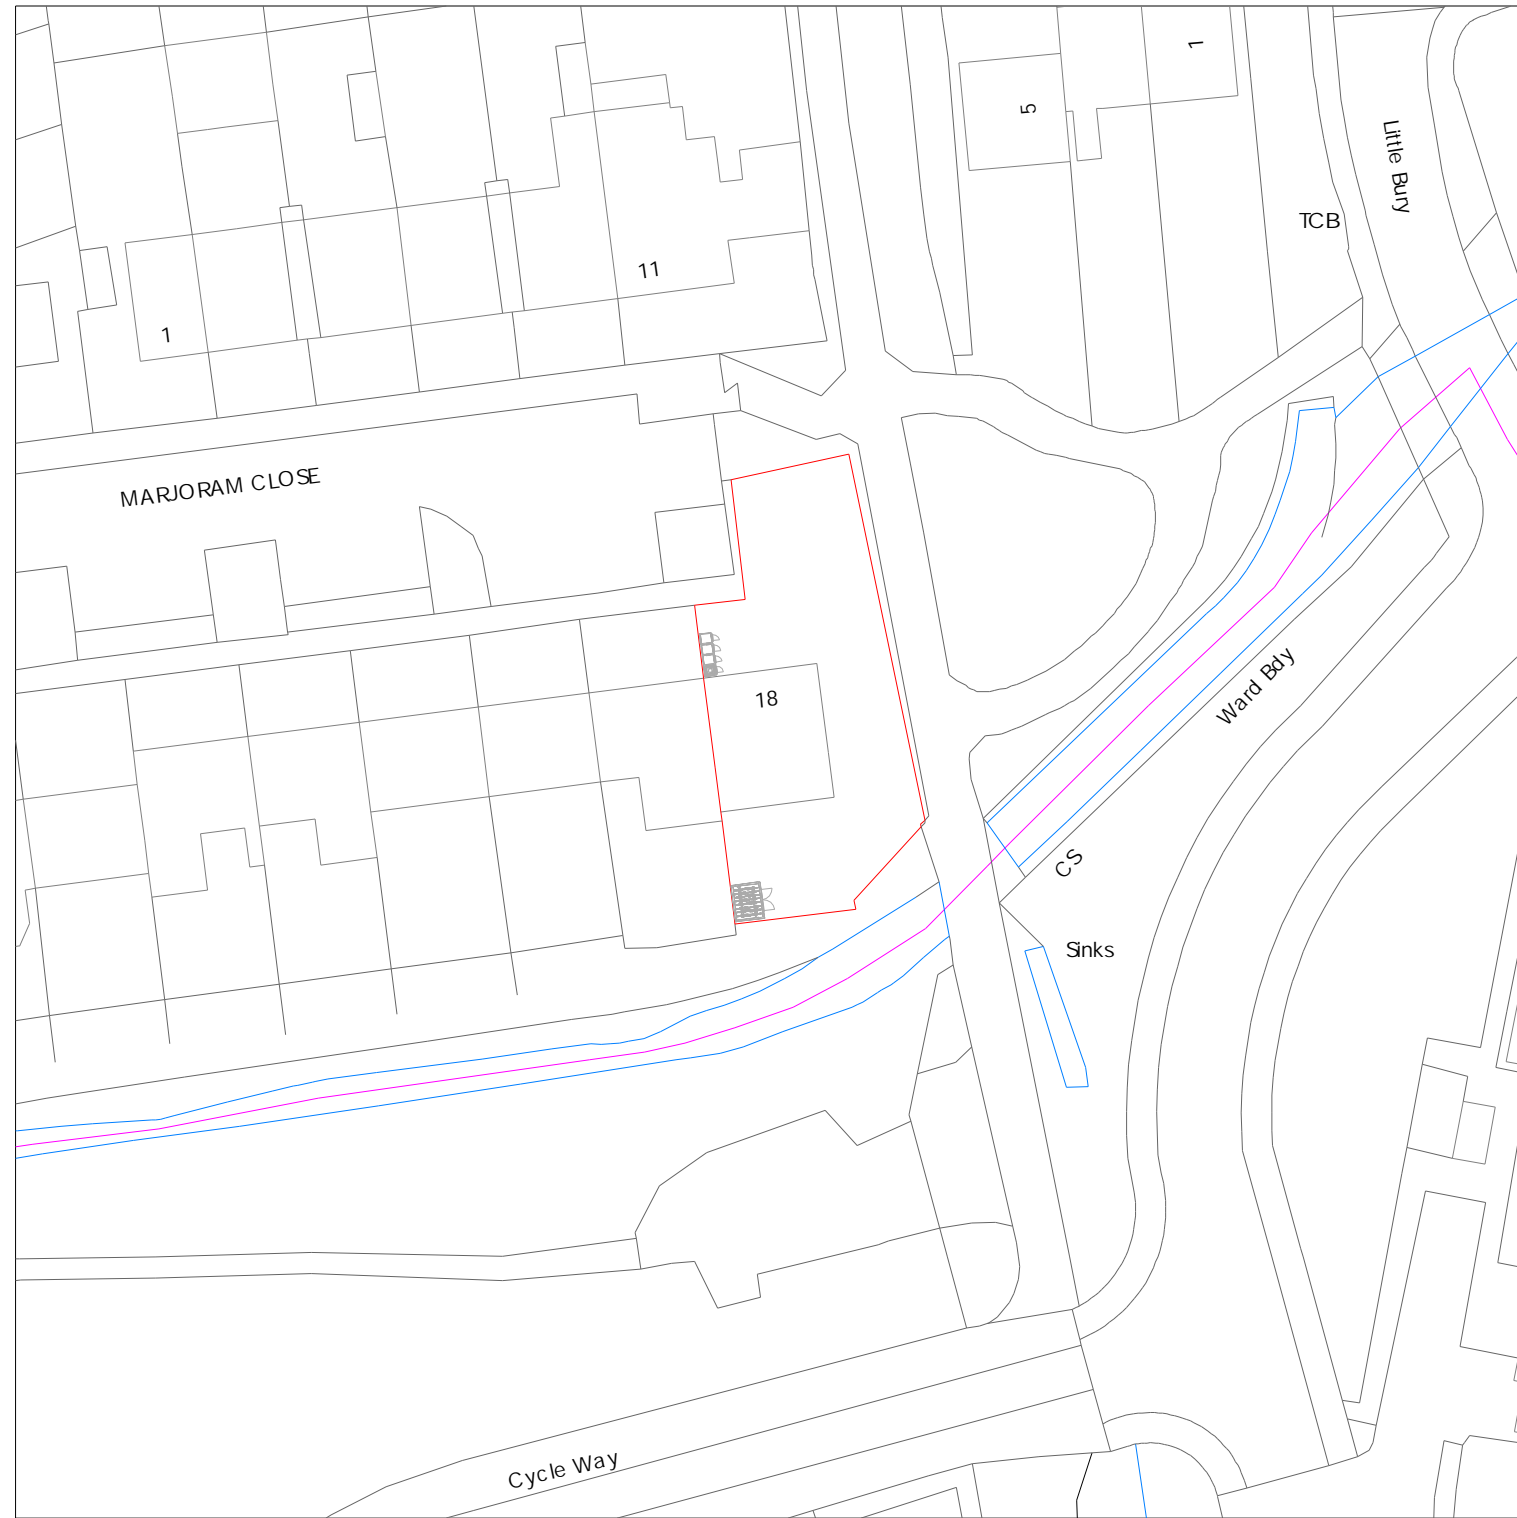 1
5
Little Bury
TCB
11
1
MARJORAM CLOSE
18
Ward Bdy
CS
Sinks
Cycle Way